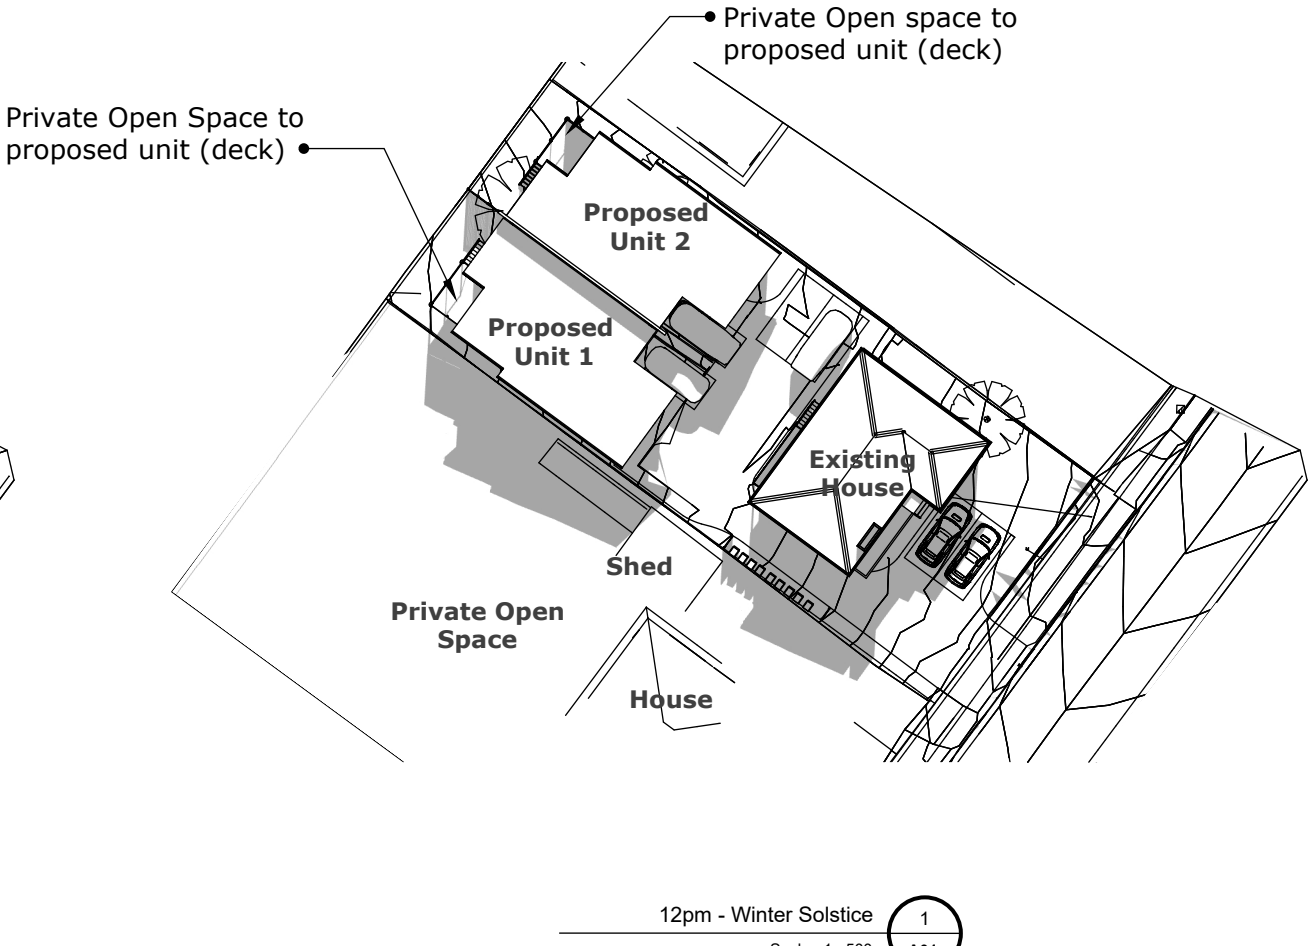 Private Open space to
proposed unit (deck)
Private Open Space to
proposed unit (deck)
Proposed
Unit 2
Proposed
Unit 1
Existing
House
Shed
Private Open
Space
House
12pm - Winter Solstice
1